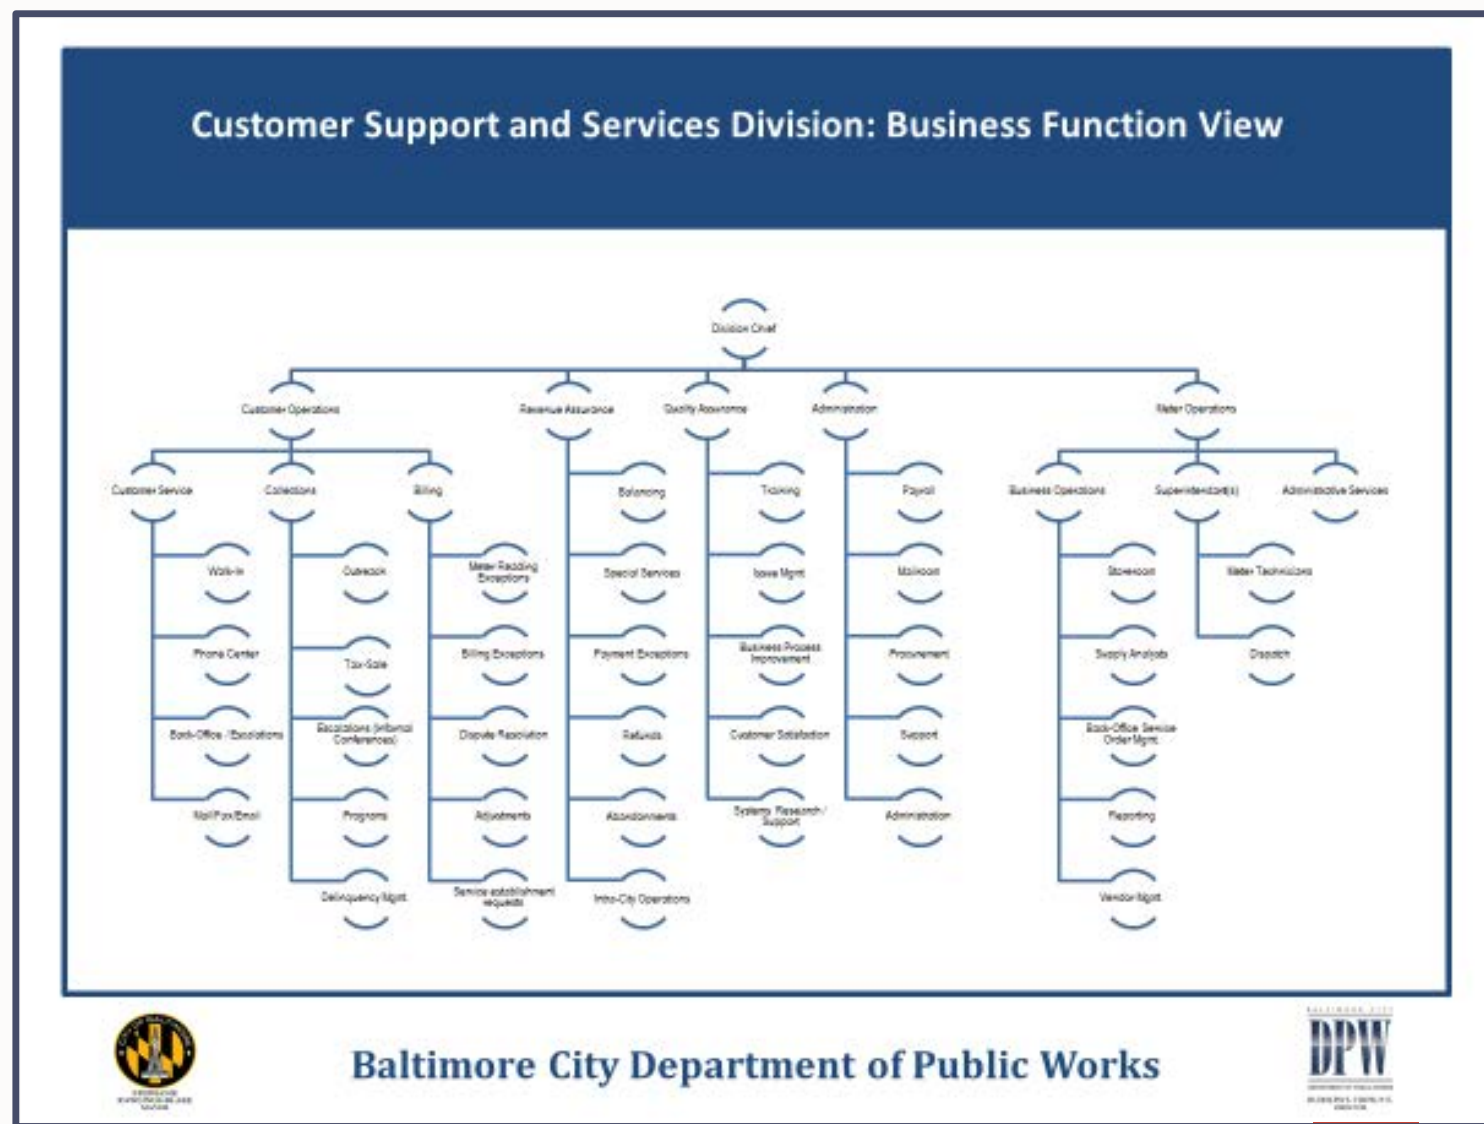 Customer Support and Services Division: Business Function View
Division Chief
Customer Operations
Revenue Assurance
Quality Assurance
Administration
Meter Operations
Customer Service
Collections
Billing
Balancing
Training
Payroll
Business Operations
Administrative Services
Walk-In
Outreach
Meter Reading
Exceptions
Special Services
Issue Mgmt
Mailroom
Storeroom
Meter Technicians
Phone Center
Tax-Sale
Billing Exceptions
Payment Exceptions
Business Process
Improvement
Procurement
Supply Analysts
Dispatch
Back-Office / Escalations
Escalations (Informal
Conferences)
Dispute Resolution
Refunds
Customer Satisfaction
Support
Back-Office Service
Order Mgmt
Mail/Fax/Email
Programs
Adjustments
Abandonments
Systems Research /
Support
Administration
Reporting
Delinquency Mgmt
Service establishment
requests
Intra-City Operations
Vendor Mgmt
Baltimore City Department of Public Works
BALTIMORE CITY
DPW